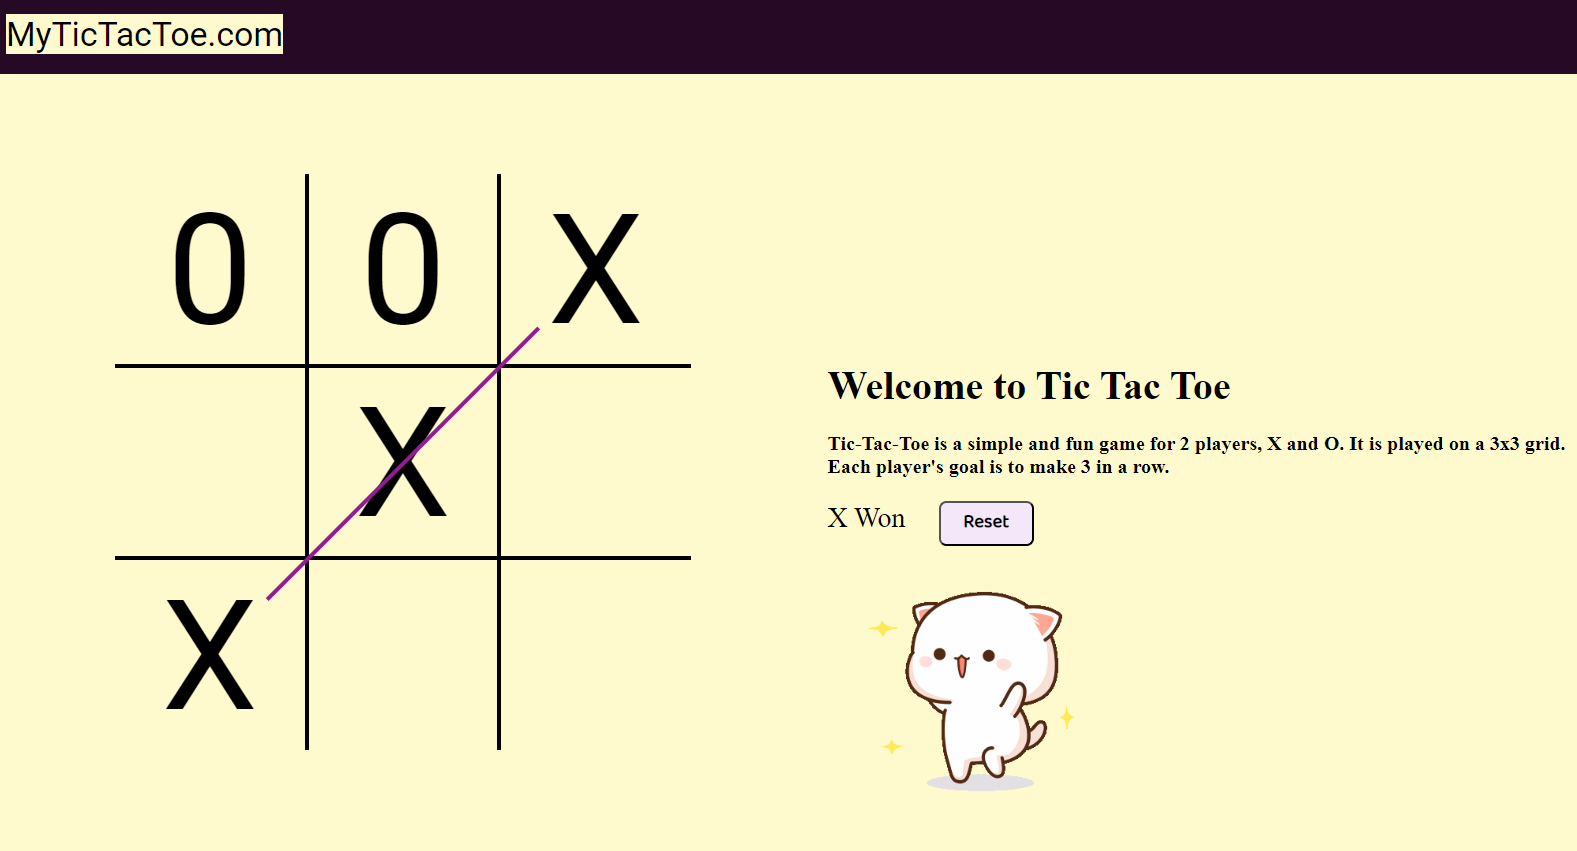 MyTicTacToe.com
0 0 X
X
X
Welcome to Tic Tac Toe
Tic-Tac-Toe is a simple and fun game for 2 players, X and O. It is played on a 3x3 grid.
Each player's goal is to make 3 in a row.
X Won Reset